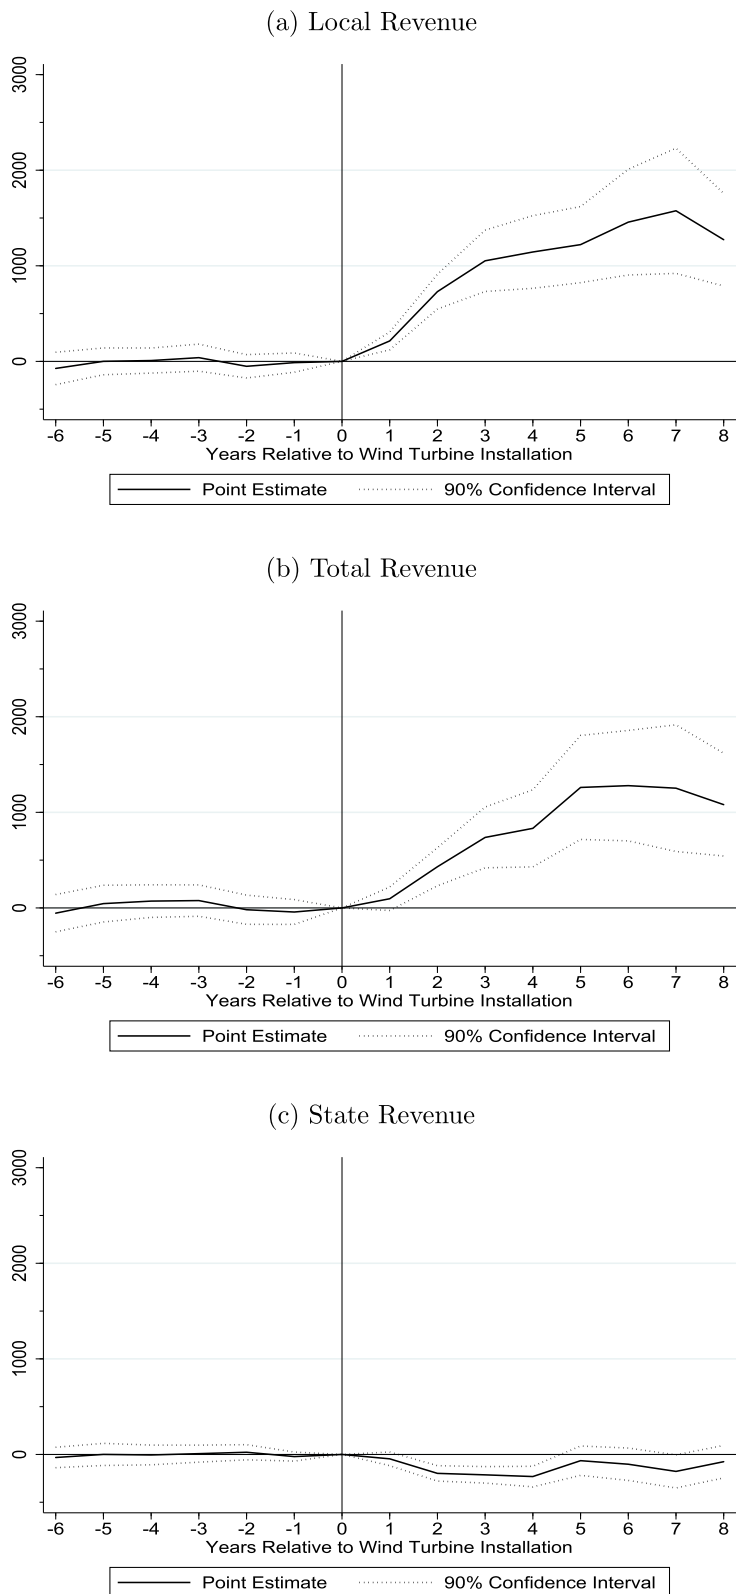 (a) Local Revenue
3000
2000
1000
0
-6 -5 -4 -3 -2 -1 0 1 2 3 4 5 6 7 8
Years Relative to Wind Turbine Installation
Point Estimate 90% Confidence Interval
(b) Total Revenue
3000
2000
1000
0
-6 -5 -4 -3 -2 -1 0 1 2 3 4 5 6 7 8
Years Relative to Wind Turbine Installation
Point Estimate 90% Confidence Interval
(c) State Revenue
3000
2000
1000
0
-6 -5 -4 -3 -2 -1 0 1 2 3 4 5 6 7 8
Years Relative to Wind Turbine Installation
Point Estimate 90% Confidence Interval